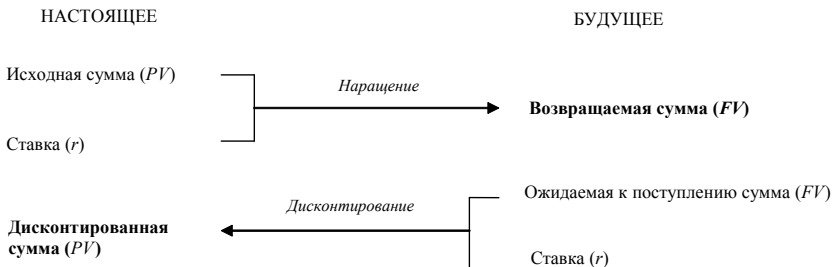 НАСТОЯЩЕЕ
БУДУЩЕЕ
Исходная сумма (PV)
Наращение
Возвращаемая сумма (FV)
Ставка (r)
Ожидаемая к поступлению сумма (FV)
Дисконтирование
Дисконтированная
сумма (PV)
Ставка (r)